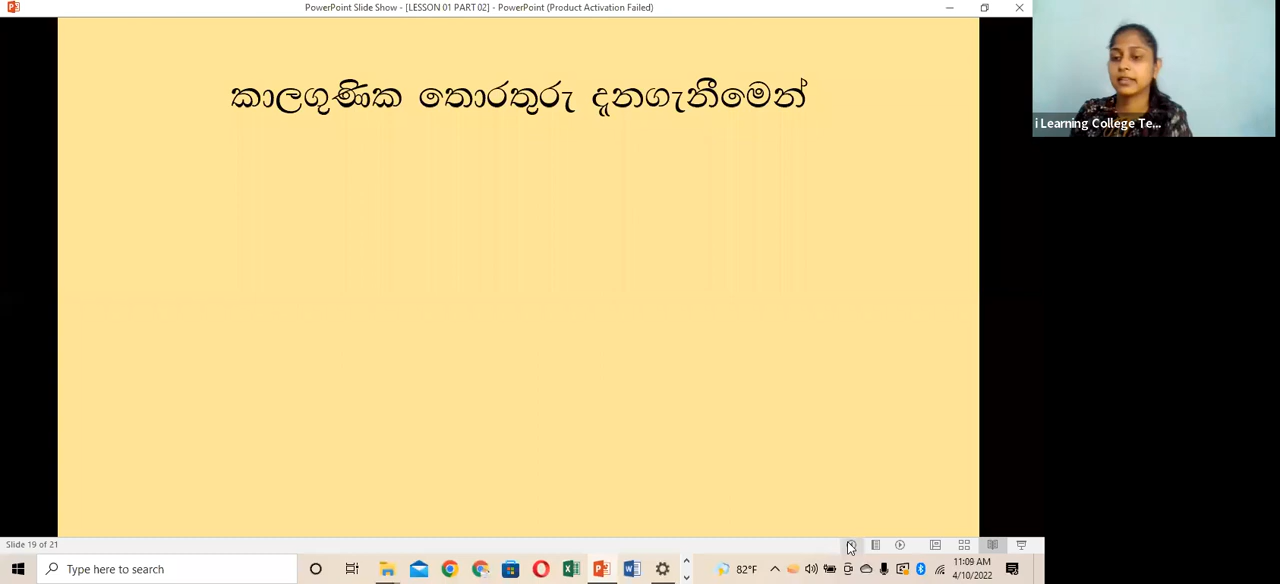 PowerPoint Slide Show - [LESSON 01 PART 02] - PowerPoint (Product Activation Failed)
කාලගුණික තොරතුරු දැනගැනීමෙන්
i Learning College Te...
Slide 19 of 21
Type here to search
82°F
11:09 AM
4/10/2022